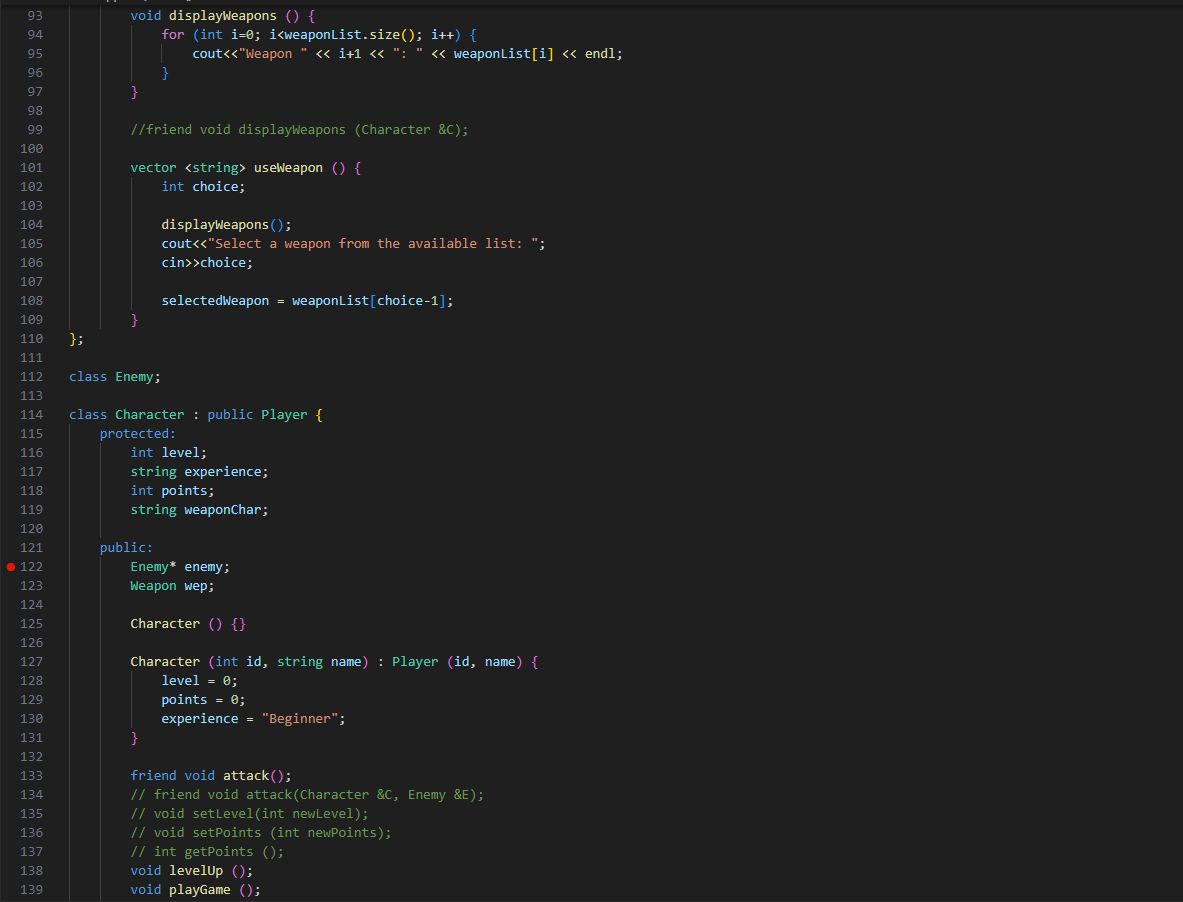 93 void displayWeapons () {
94 for (int i=0; i<weaponList.size(); i++) {
95 cout<<"Weapon " << i+1 << ": " << weaponList[i] << endl;
96 }
97 }
98
99 //friend void displayWeapons (Character &C);
100
101 vector <string> useWeapon () {
102 int choice;
103
104 displayWeapons();
105 cout<<"Select a weapon from the available list: ";
106 cin>>choice;
107
108 selectedWeapon = weaponList[choice-1];
109 }
110 };
111
112 class Enemy;
113
114 class Character : public Player {
115 protected:
116 int level;
117 string experience;
118 int points;
119 string weaponChar;
120
121 public:
122 Enemy* enemy;
123 Weapon wep;
124
125 Character () {}
126
127 Character (int id, string name) : Player (id, name) {
128 level = 0;
129 points = 0;
130 experience = "Beginner";
131 }
132
133 friend void attack();
134 // friend void attack(Character &C, Enemy &E);
135 // void setLevel(int newLevel);
136 // void setPoints (int newPoints);
137 // int getPoints ();
138 void levelUp ();
139 void playGame ();